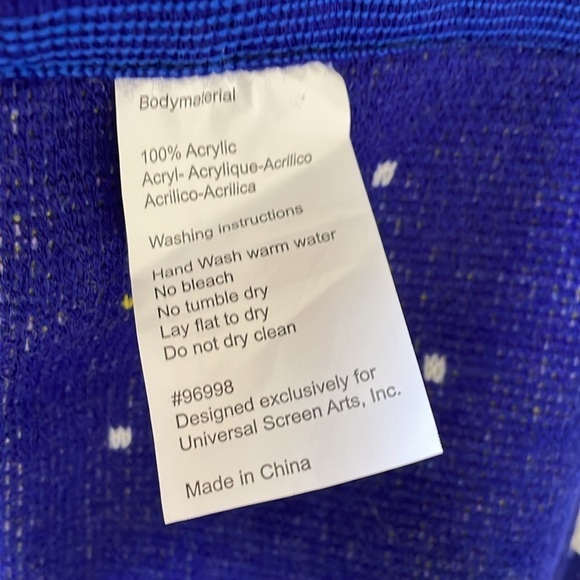 Bodymaterial
100% Acrylic
Acryl- Acrylique-Acrilico
Acrilico-Acrilica
Washing instructions
Hand Wash warm water
No bleach
No tumble dry
Lay flat to dry
Do not dry clean
#96998
Designed exclusively for
Universal Screen Arts, Inc.
Made in China